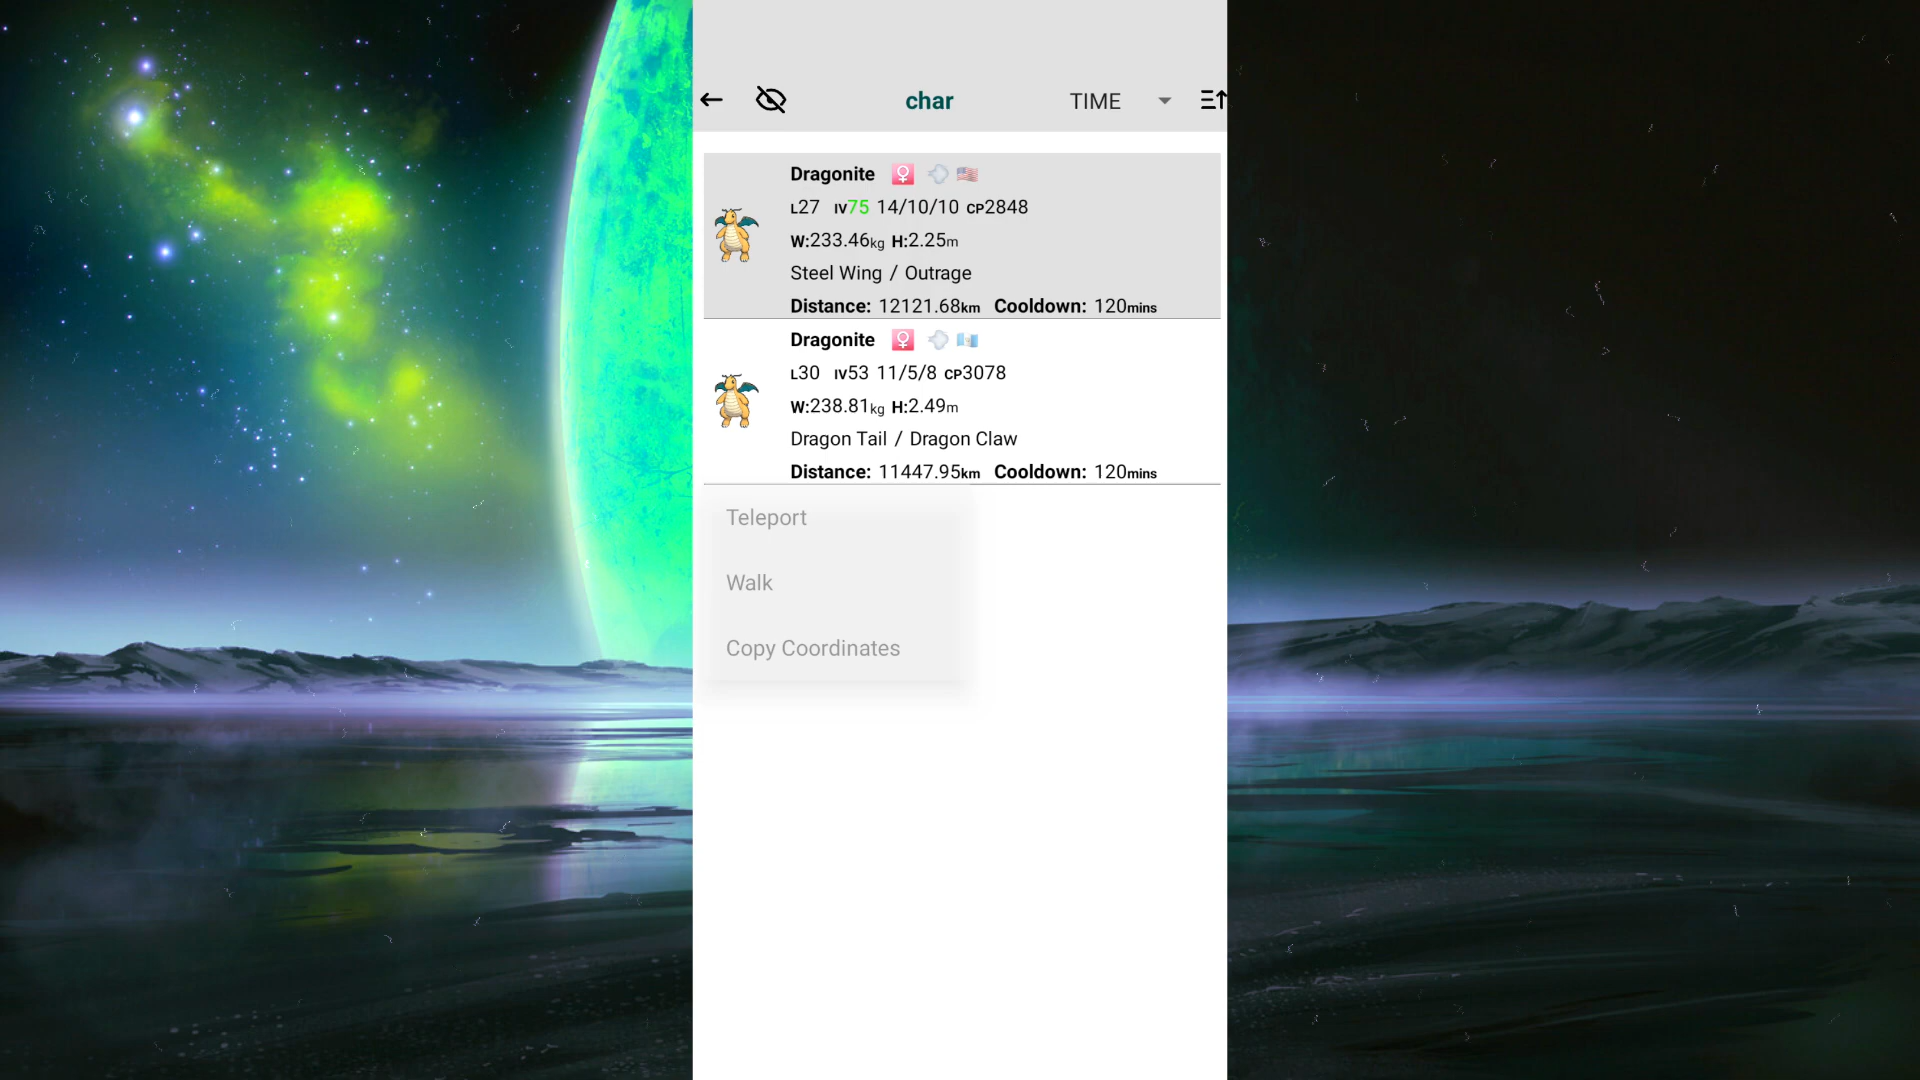 char TIME
Dragonite
L27 IV75 14/10/10 CP2848
W:233.46kg H:2.25m
Steel Wing / Outrage
Distance: 12121.68km Cooldown: 120mins
Dragonite
L30 IV53 11/5/8 CP3078
W:238.81kg H:2.49m
Dragon Tail / Dragon Claw
Distance: 11447.95km Cooldown: 120mins
Teleport
Walk
Copy Coordinates